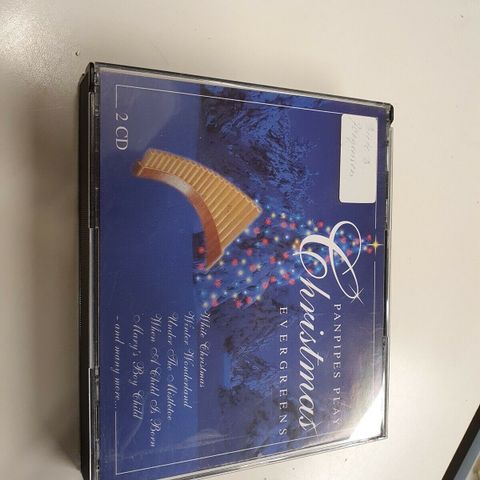 PANPIPES PLAY
Christmas
EVERGREENS
White Christmas
Winter Wonderland
Under The Mistletoe
When A Child Is Born
Mary's Boy Child
- and many more...
2 CD